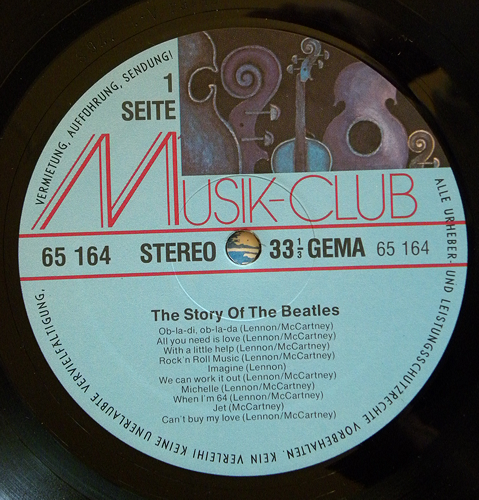 1
SEITE
MUSIK-CLUB
65 164 STEREO 33 1/3 GEMA 65 164
The Story Of The Beatles
Ob-la-di, ob-la-da (Lennon/McCartney)
All you need is love (Lennon/McCartney)
With a little help (Lennon/McCartney)
Rock'n Roll Music (Lennon/McCartney)
Imagine (Lennon)
We can work it out (Lennon/McCartney)
Michelle (Lennon/McCartney)
When I'm 64 (Lennon/McCartney)
Jet (McCartney)
Can't buy my love (Lennon/McCartney)
ALLE URHEBER- UND LEISTUNGSSCHUTZRECHTE VORBEHALTEN. KEIN VERLEIH! KEINE UNERLAUBTE VERVIELFÄLTIGUNG, VERMIETUNG, AUFFÜHRUNG, SENDUNG!